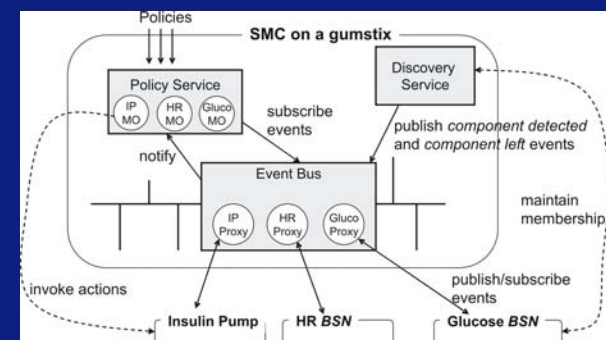 Policies
SMC on a gumstix
Policy Service
IP
MO
HR
MO
Gluco
MO
Discovery
Service
subscribe
events
publish component detected
and component left events
notify
Event Bus
IP
Proxy
HR
Proxy
Gluco
Proxy
maintain
membership
invoke actions
publish/subscribe
events
Insulin Pump
HR BSN
Glucose BSN